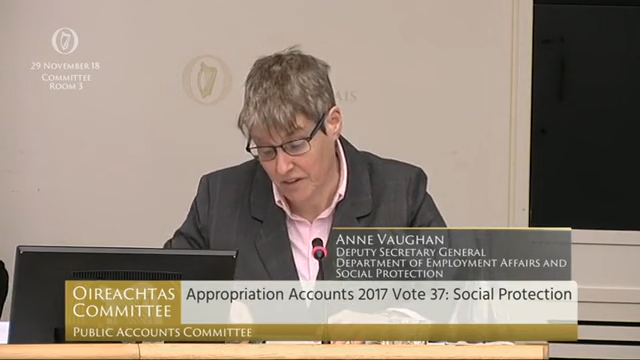 29 November 18
Committee
Room 3
AIS
Anne Vaughan
Deputy Secretary General
Department of Employment Affairs and
Social Protection
Oireachtas
Committee
Appropriation Accounts 2017 Vote 37: Social Protection
Public Accounts Committee